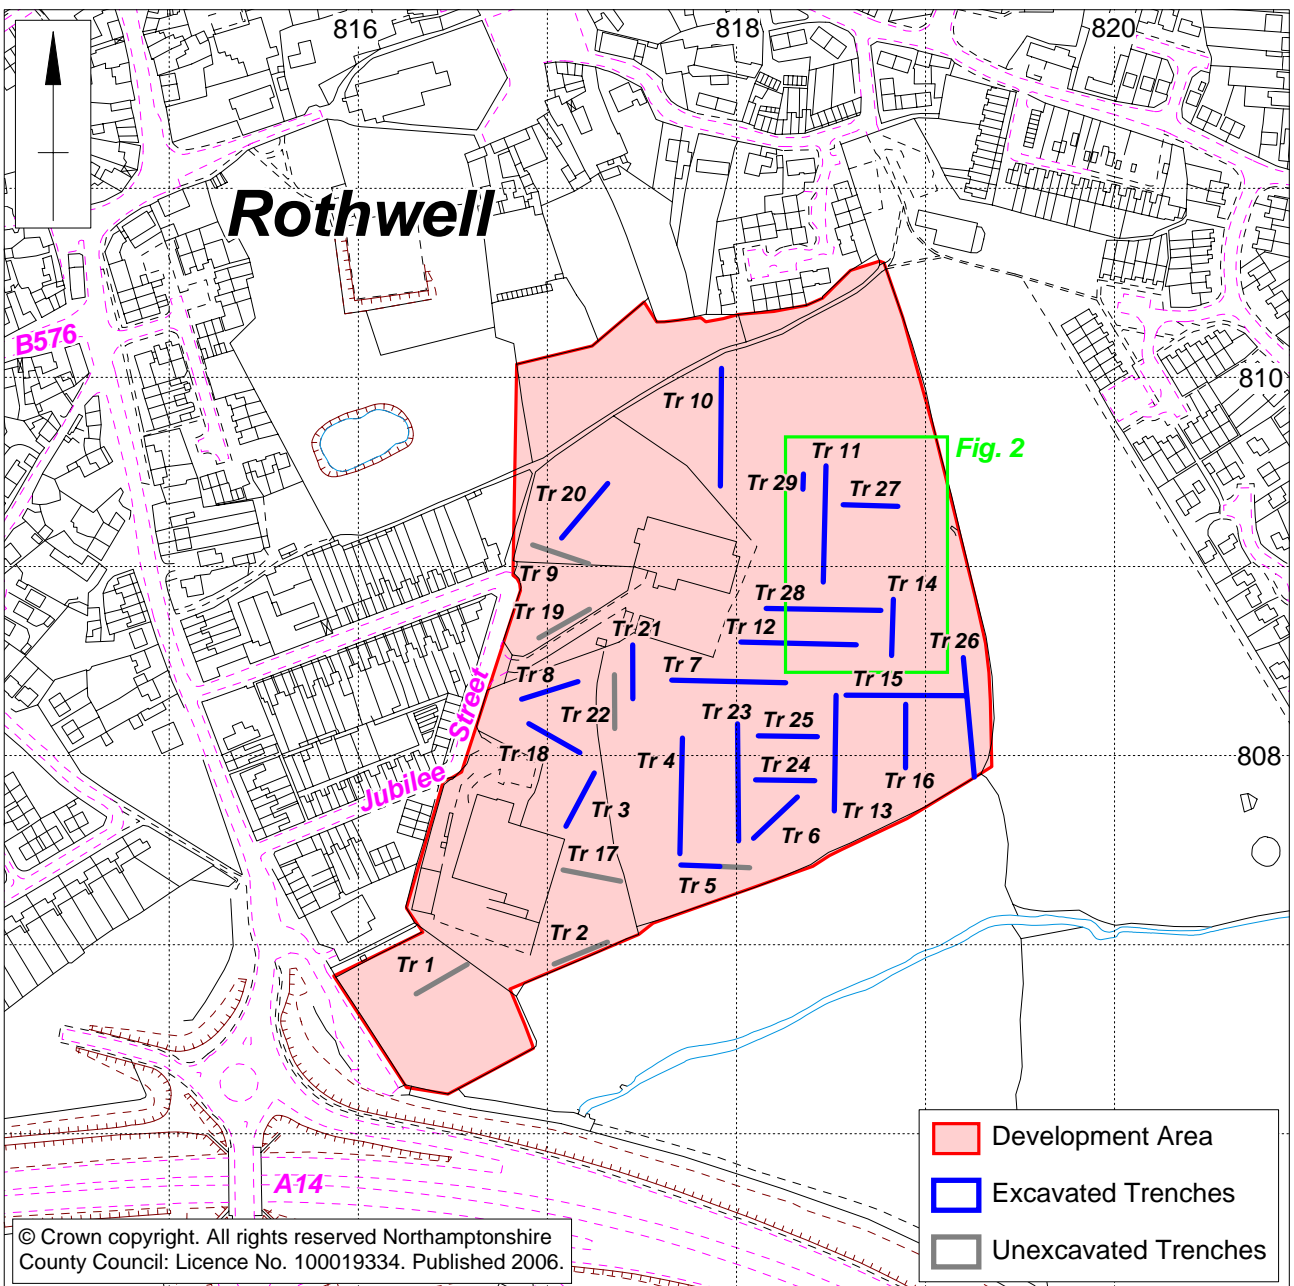 816
818
820
Rothwell
B576
810
Tr 10
Fig. 2
Tr 11
Tr 29
Tr 27
Tr 20
Tr 9
Tr 14
Tr 28
Tr 19
Tr 21
Tr 12
Tr 26
Tr 7
Tr 8
Tr 15
Tr 22
Tr 23
Tr 25
Jubilee Street
Tr 18
Tr 4
808
Tr 24
Tr 16
Tr 3
Tr 13
Tr 6
Tr 17
Tr 5
Tr 2
Tr 1
Development Area
Excavated Trenches
A14
Unexcavated Trenches
© Crown copyright. All rights reserved Northamptonshire
County Council: Licence No. 100019334. Published 2006.